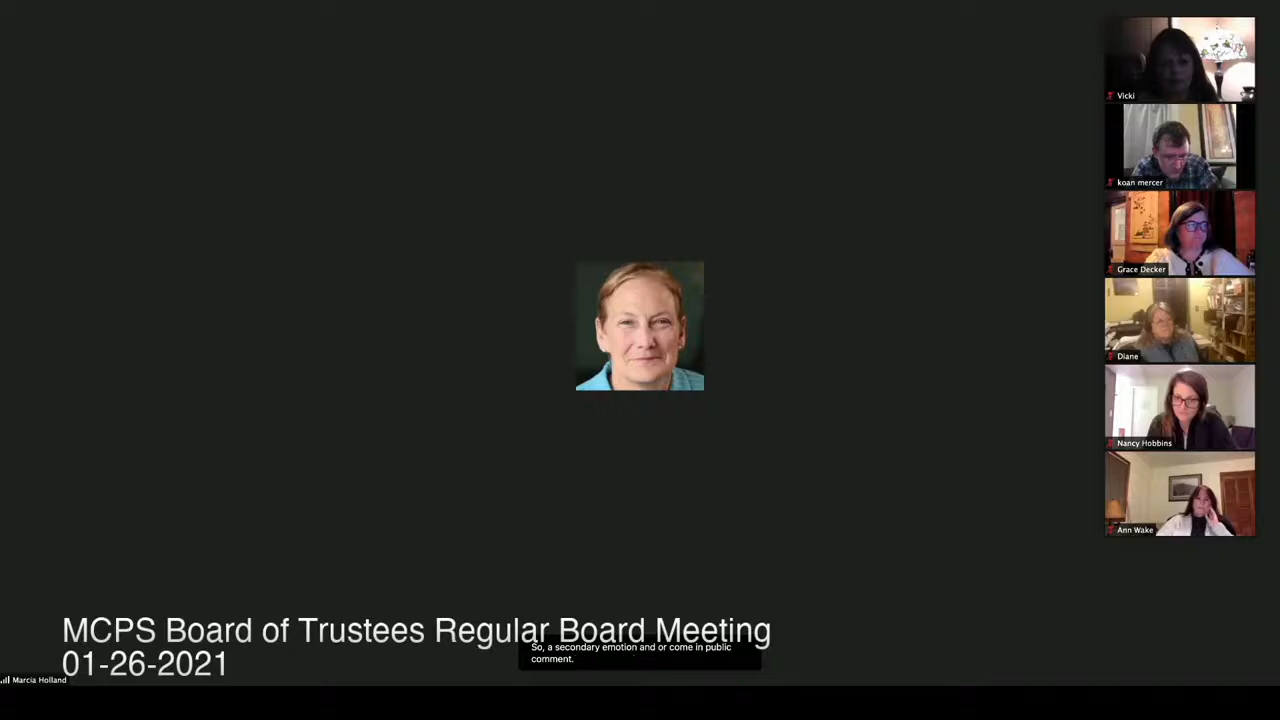 Vicki
koan mercer
Grace Decker
Diane
Nancy Hobbins
Ann Wake
MCPS Board of Trustees Regular Board Meeting
01-26-2021
So, a secondary emotion and or come in public
comment.
Marcia Holland